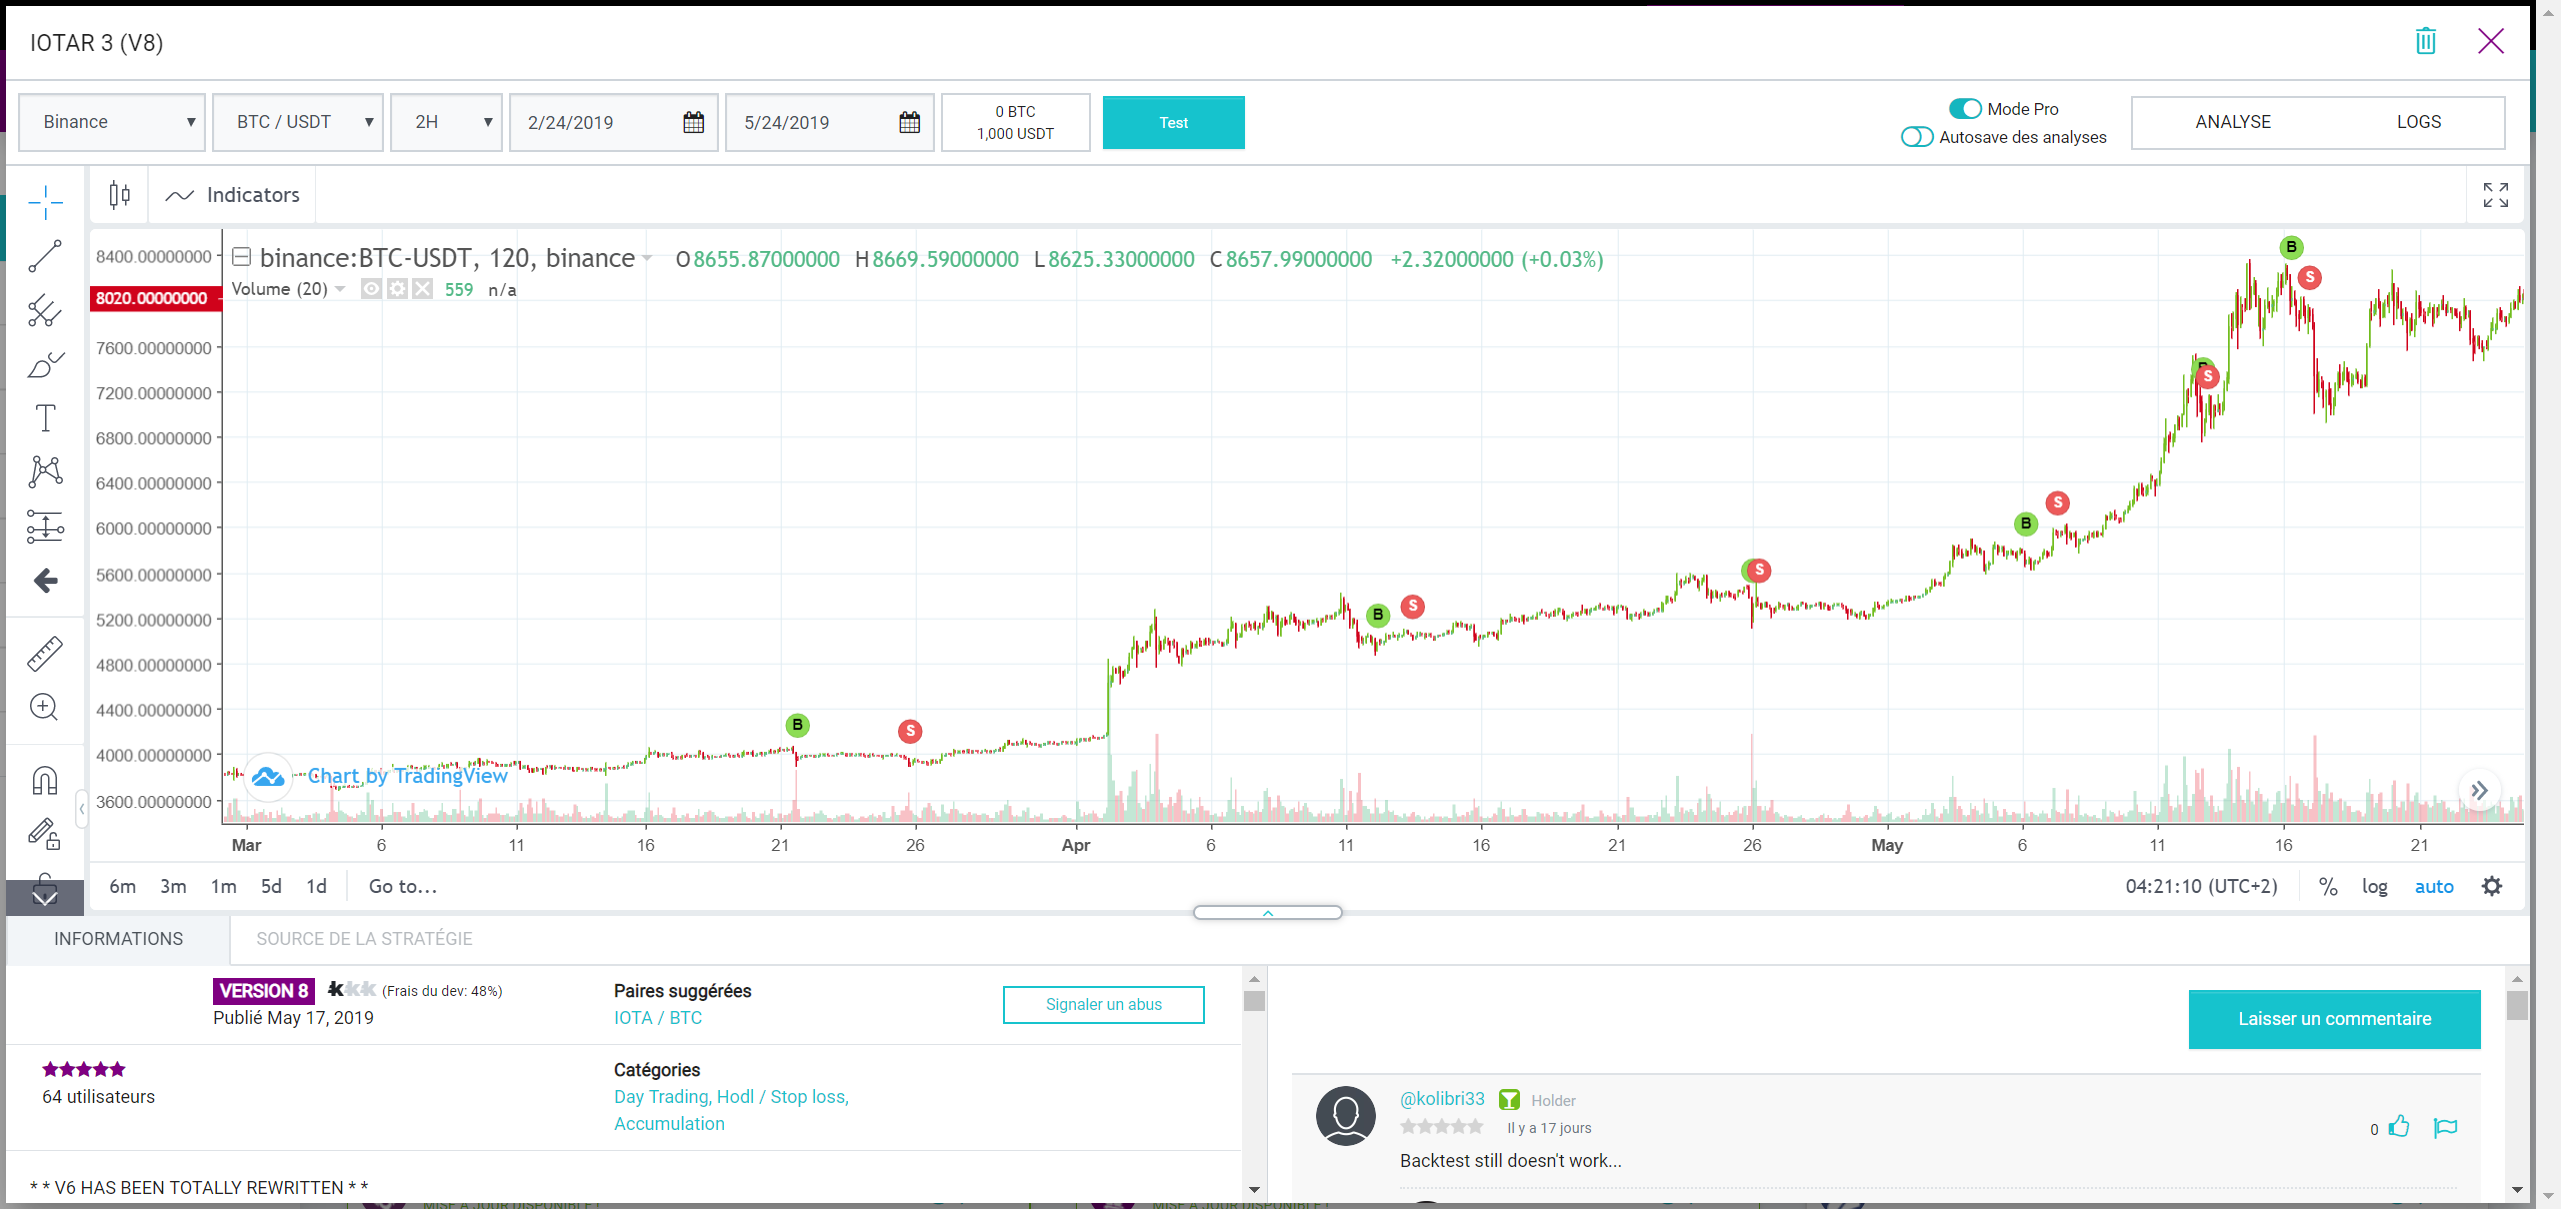 IOTAR 3 (V8)
Binance ▼ BTC / USDT ▼ 2H ▼ 2/24/2019 5/24/2019
0 BTC
1,000 USDT
Test
Mode Pro
Autosave des analyses
ANALYSE LOGS
Indicators
binance:BTC-USDT, 120, binance O8655.87000000 H8669.59000000 L8625.33000000 C8657.99000000 +2.32000000 (+0.03%)
Volume (20) 559 n/a
8400.00000000
8020.00000000
7600.00000000
7200.00000000
6800.00000000
6400.00000000
6000.00000000
5600.00000000
5200.00000000
4800.00000000
4400.00000000
4000.00000000
3600.00000000
B
S
S
S
B
S
B
S
B
S
Chart by TradingView
Mar 6 11 16 21 26 Apr 6 11 16 21 26 May 6 11 16 21
6m 3m 1m 5d 1d Go to... 04:21:10 (UTC+2) % log auto
INFORMATIONS SOURCE DE LA STRATÉGIE
VERSION 8 kkk (Frais du dev: 48%)
Publié May 17, 2019
Paires suggérées
IOTA / BTC
Signaler un abus
64 utilisateurs
Catégories
Day Trading, Hodl / Stop loss,
Accumulation
* * V6 HAS BEEN TOTALLY REWRITTEN * *
Laisser un commentaire
@kolibri33 Holder
Il y a 17 jours
0
Backtest still doesn't work...
MISE À JOUR DISPONIBLE ! MISE À JOUR DISPONIBLE !